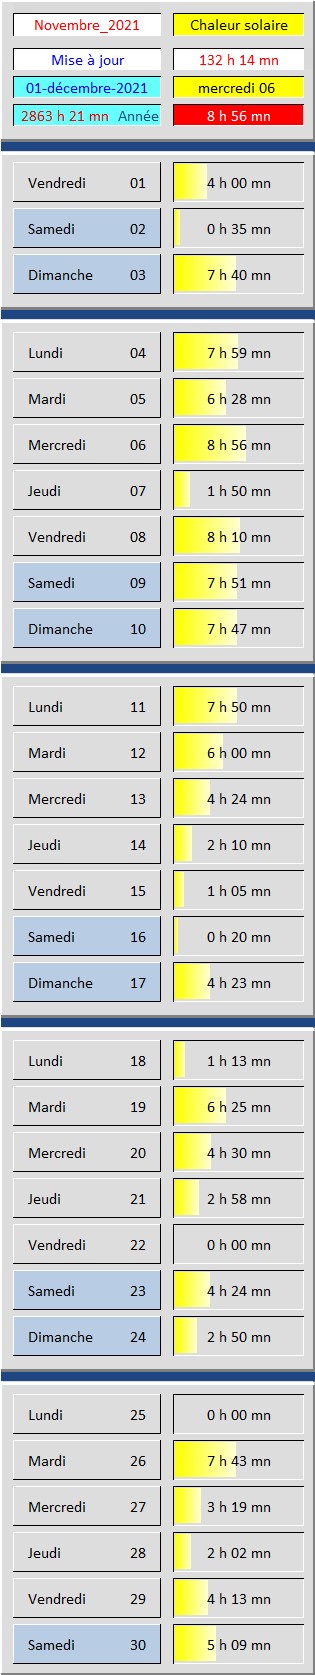 Novembre_2021 Chaleur solaire
Mise à jour 132 h 14 mn
01-décembre-2021 mercredi 06
2863 h 21 mn Année 8 h 56 mn
Vendredi 01 4 h 00 mn
Samedi 02 0 h 35 mn
Dimanche 03 7 h 40 mn
Lundi 04 7 h 59 mn
Mardi 05 6 h 28 mn
Mercredi 06 8 h 56 mn
Jeudi 07 1 h 50 mn
Vendredi 08 8 h 10 mn
Samedi 09 7 h 51 mn
Dimanche 10 7 h 47 mn
Lundi 11 7 h 50 mn
Mardi 12 6 h 00 mn
Mercredi 13 4 h 24 mn
Jeudi 14 2 h 10 mn
Vendredi 15 1 h 05 mn
Samedi 16 0 h 20 mn
Dimanche 17 4 h 23 mn
Lundi 18 1 h 13 mn
Mardi 19 6 h 25 mn
Mercredi 20 4 h 30 mn
Jeudi 21 2 h 58 mn
Vendredi 22 0 h 00 mn
Samedi 23 4 h 24 mn
Dimanche 24 2 h 50 mn
Lundi 25 0 h 00 mn
Mardi 26 7 h 43 mn
Mercredi 27 3 h 19 mn
Jeudi 28 2 h 02 mn
Vendredi 29 4 h 13 mn
Samedi 30 5 h 09 mn